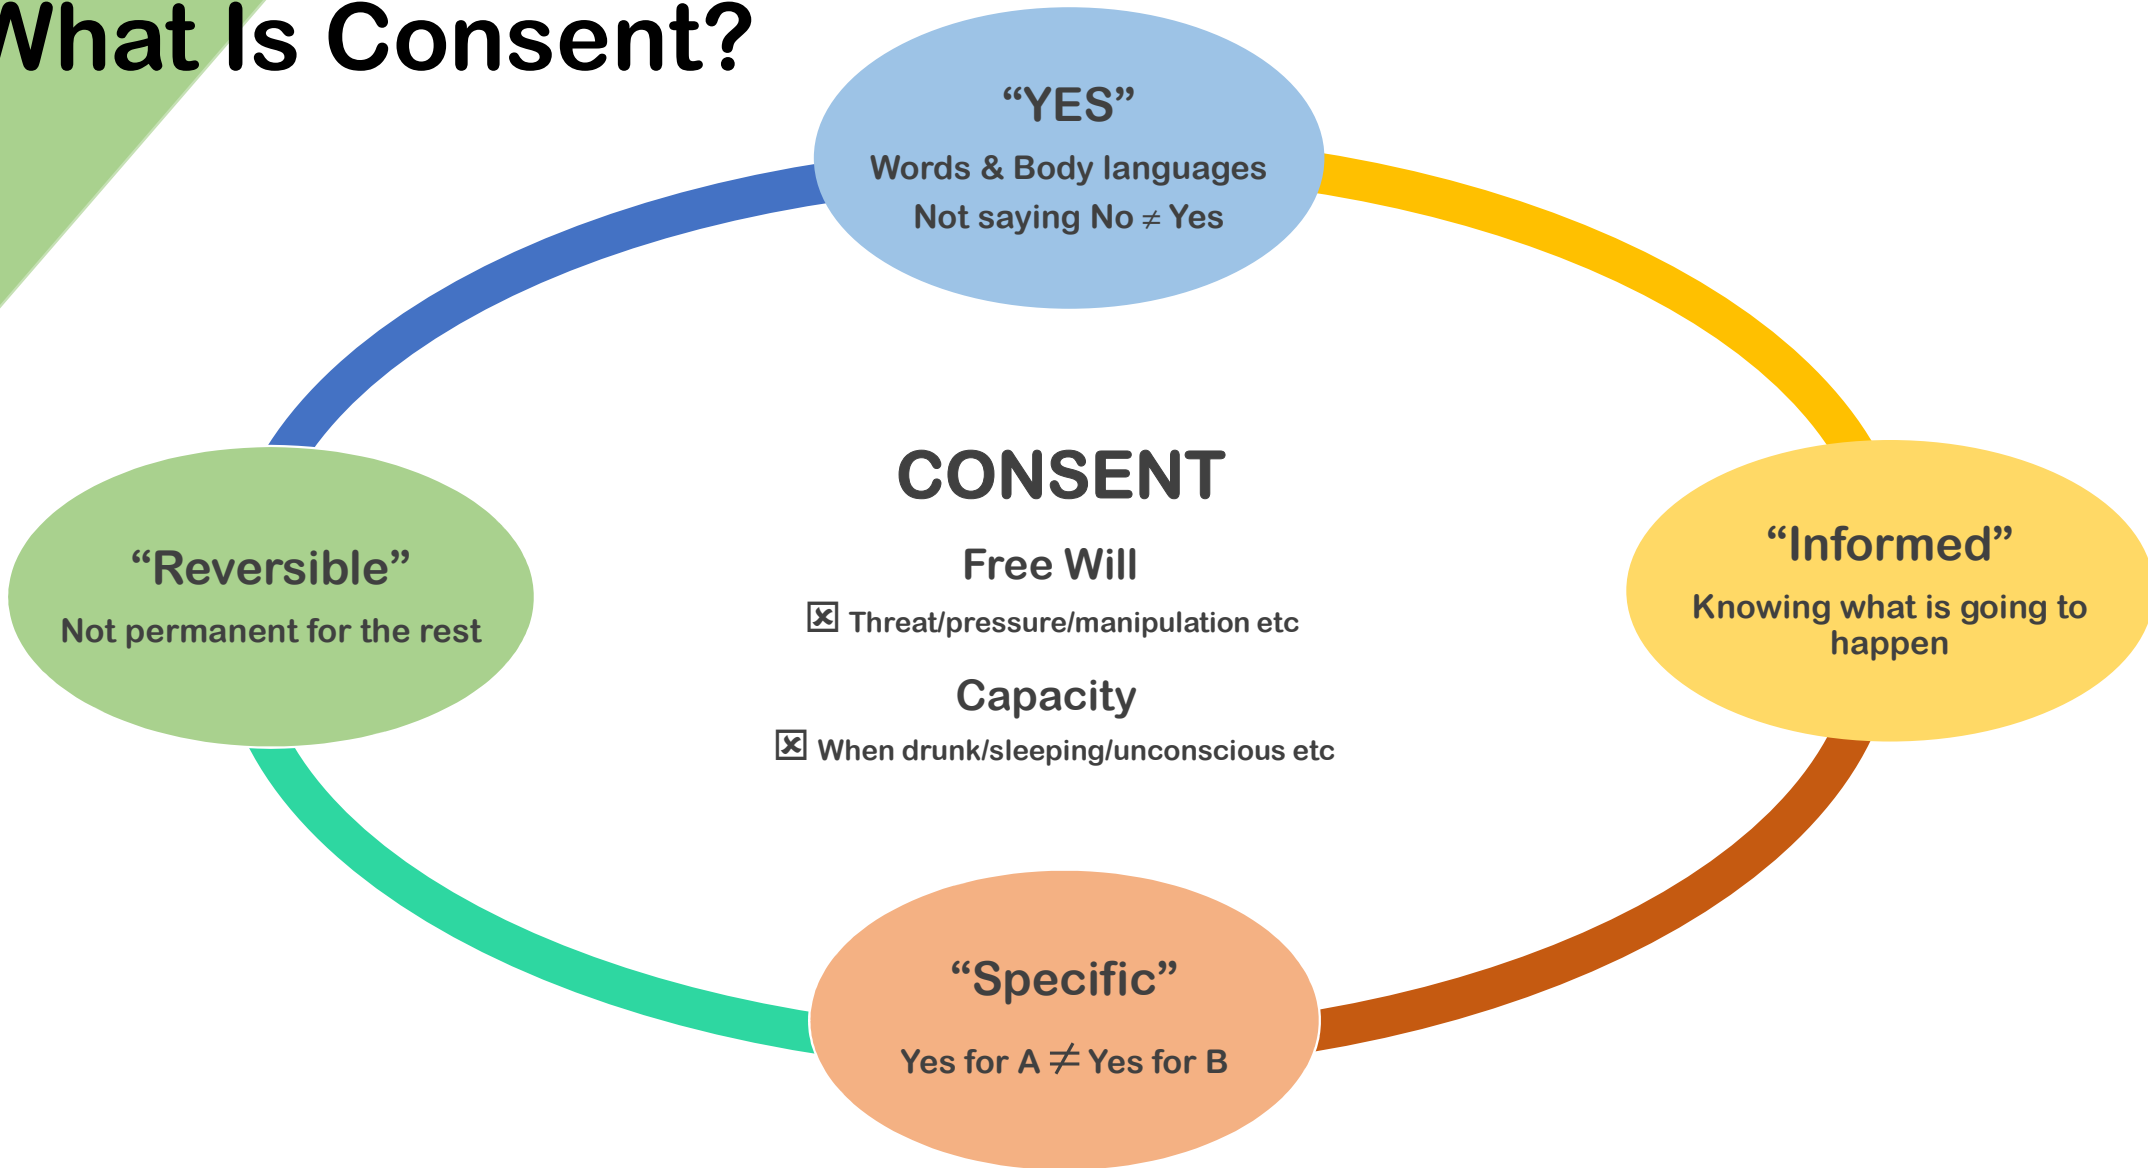 What Is Consent?
“YES”
Words & Body languages
Not saying No ≠ Yes
CONSENT
Free Will
☒ Threat/pressure/manipulation etc
Capacity
☒ When drunk/sleeping/unconscious etc
“Reversible”
Not permanent for the rest
“Informed”
Knowing what is going to
happen
“Specific”
Yes for A ≠ Yes for B